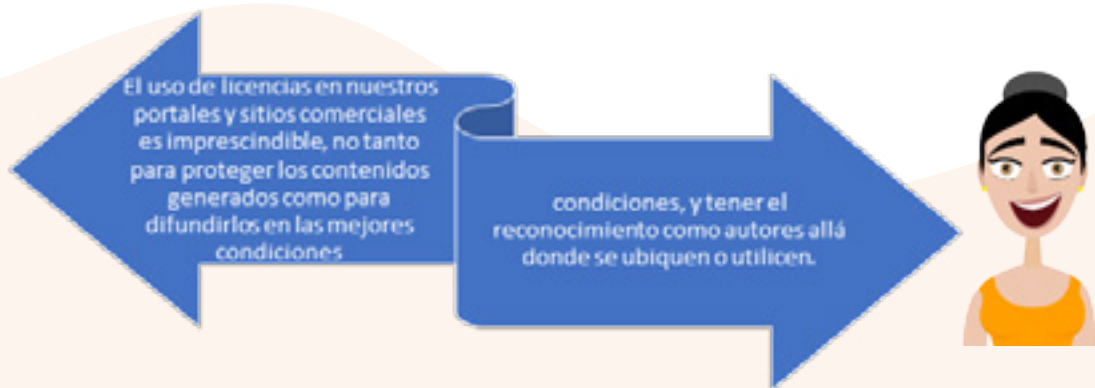 El uso de licencias en nuestros
portales y sitios comerciales
es imprescindible, no tanto
para proteger los contenidos
generados como para
difundirlos en las mejores
condiciones
condiciones, y tener el
reconocimiento como autores allá
donde se ubiquen o utilicen.